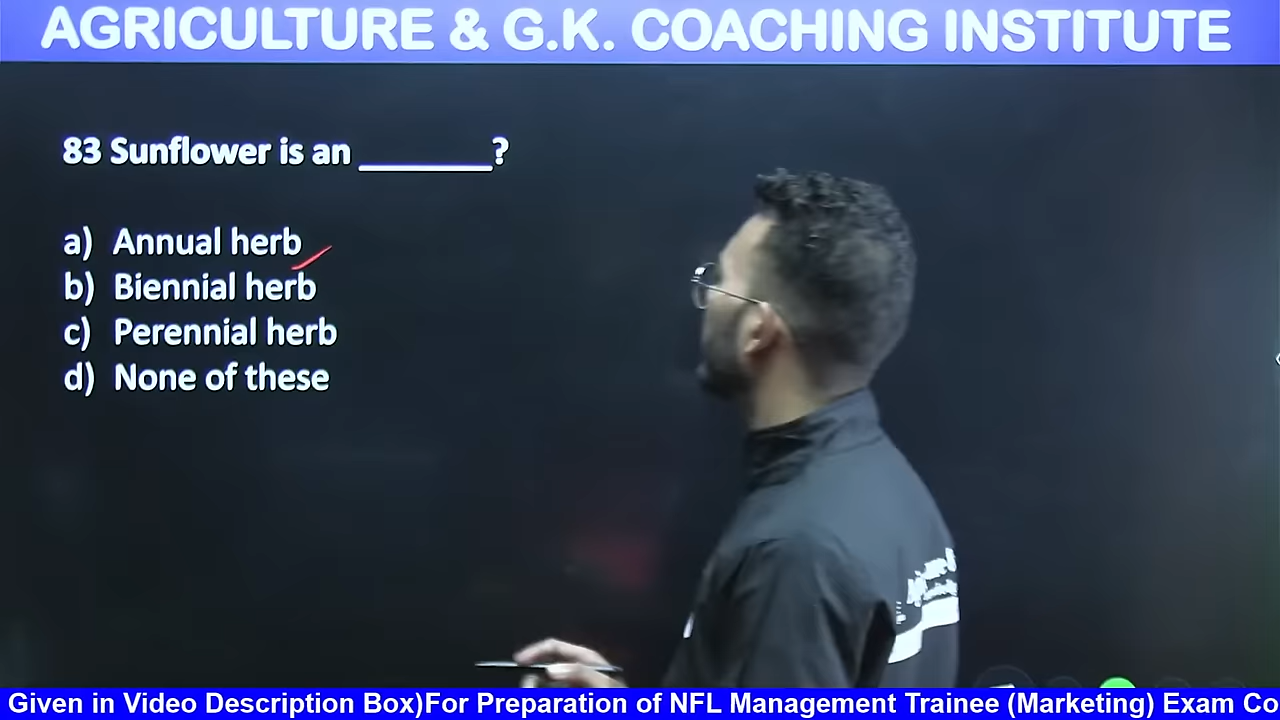 AGRICULTURE & G.K. COACHING INSTITUTE
83 Sunflower is an ________?
a) Annual herb
b) Biennial herb
c) Perennial herb
d) None of these
Given in Video Description Box)For Preparation of NFL Management Trainee (Marketing) Exam Co